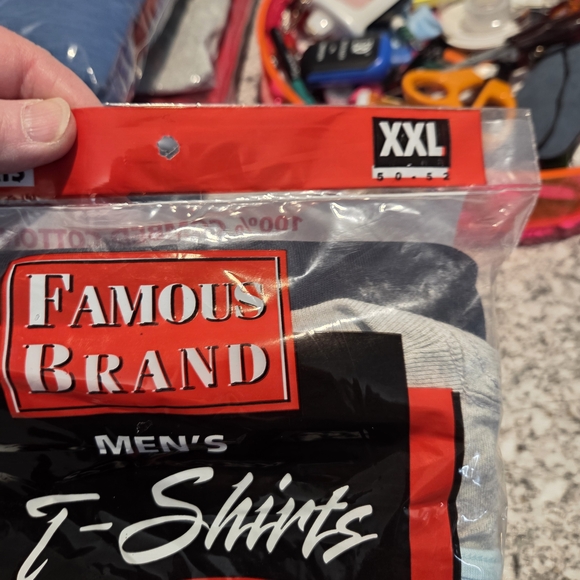 XXL
50-52
FAMOUS
BRAND
MEN'S
T-Shirts